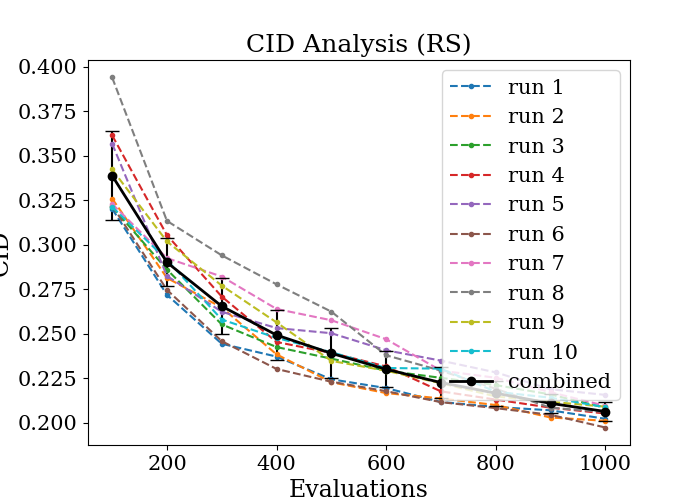 CID Analysis (RS)
CID
0.400
0.375
0.350
0.325
0.300
0.275
0.250
0.225
0.200
run 1
run 2
run 3
run 4
run 5
run 6
run 7
run 8
run 9
run 10
combined
200
400
600
800
1000
Evaluations